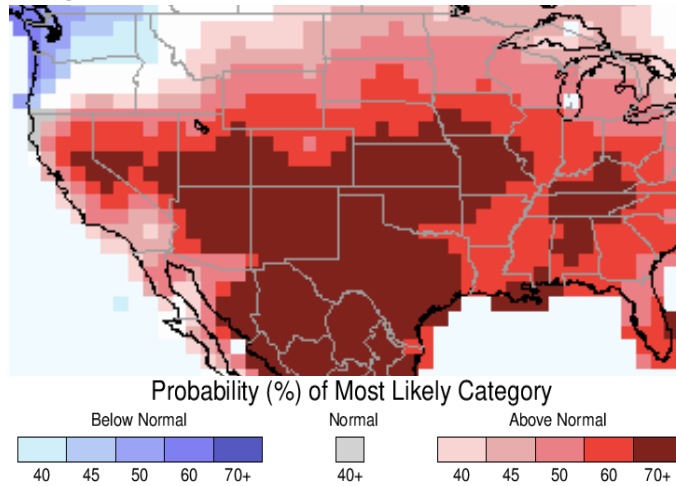 Probability (%) of Most Likely Category
Below Normal Normal Above Normal
40 45 50 60 70+ 40+ 40 45 50 60 70+